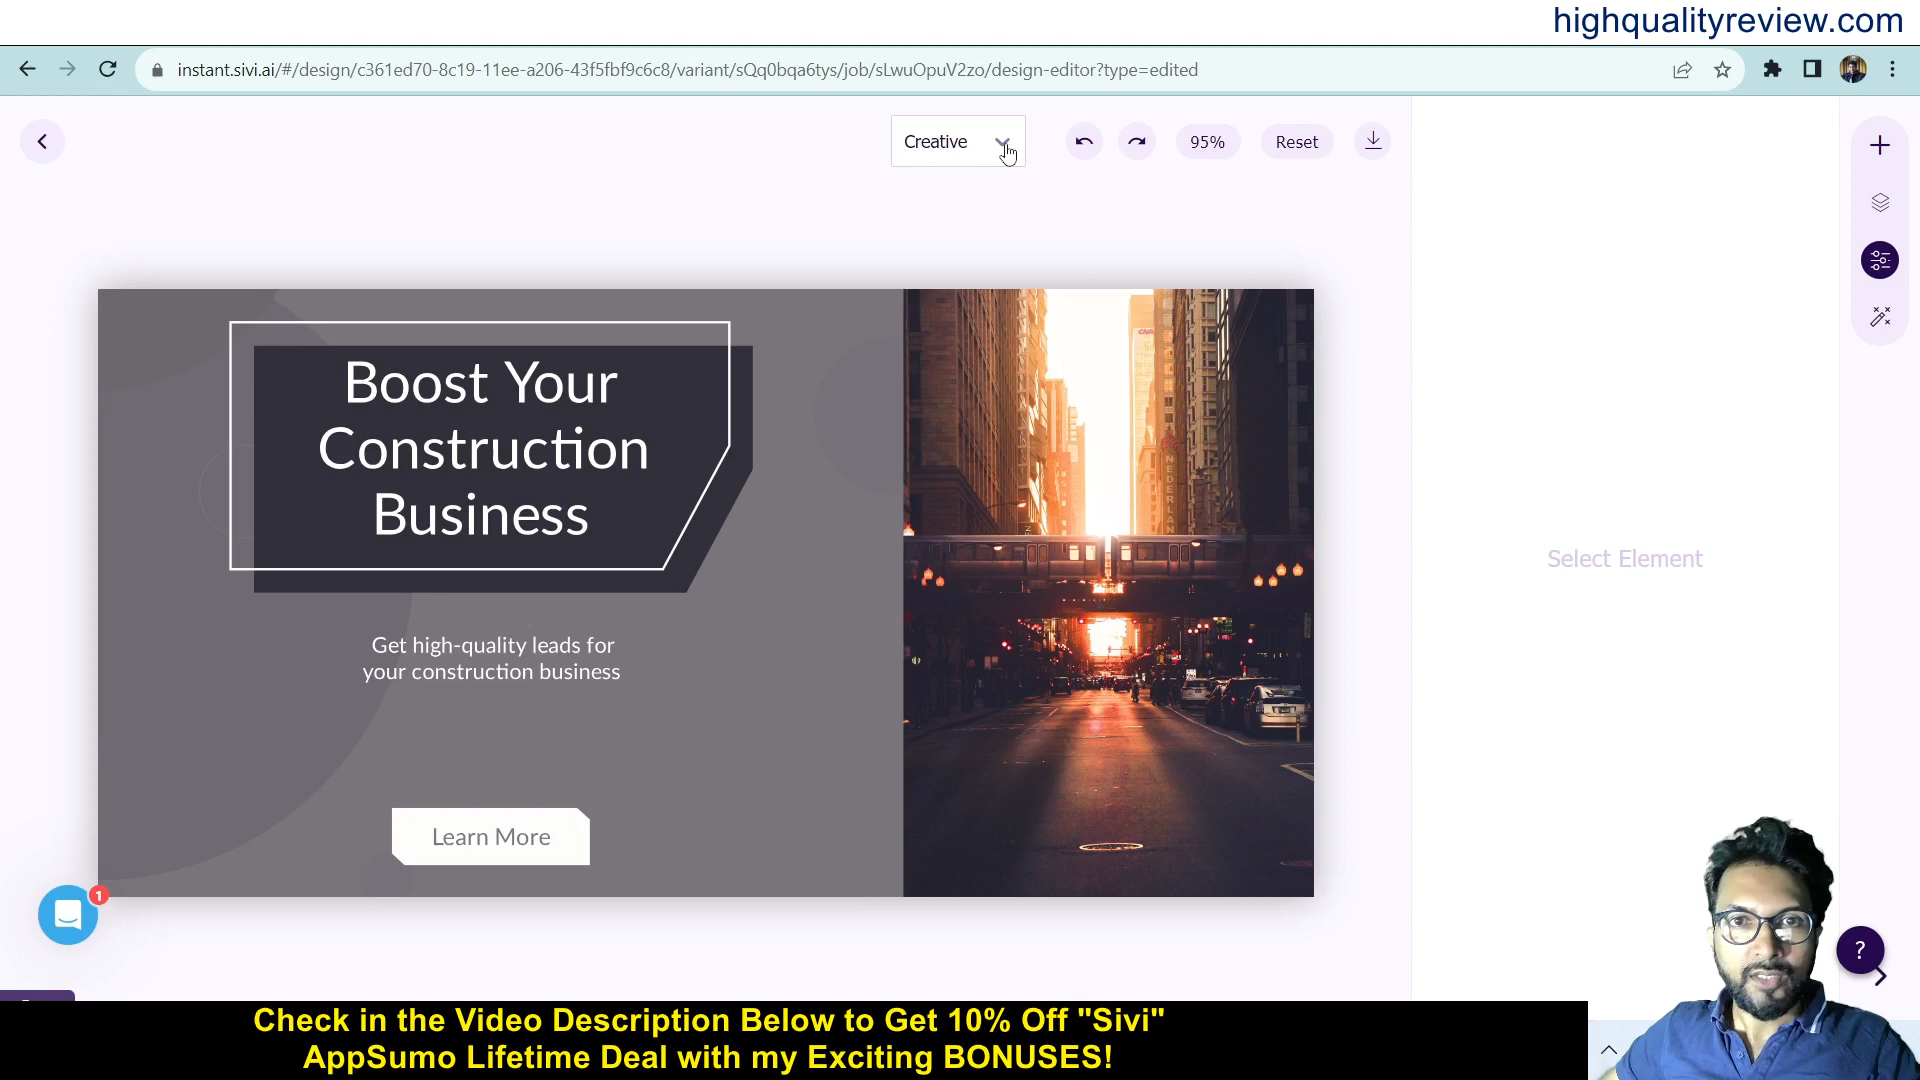 highqualityreview.com
instant.sivi.ai/#/design/c361ed70-8c19-11ee-a206-43f5fbf9c6c8/variant/sQq0bqa6tys/job/sLwuOpuV2zo/design-editor?type=edited
Creative
95%
Reset
Boost Your
Construction
Business
Get high-quality leads for
your construction business
Learn More
Select Element
1
?
Check in the Video Description Below to Get 10% Off "Sivi"
AppSumo Lifetime Deal with my Exciting BONUSES!